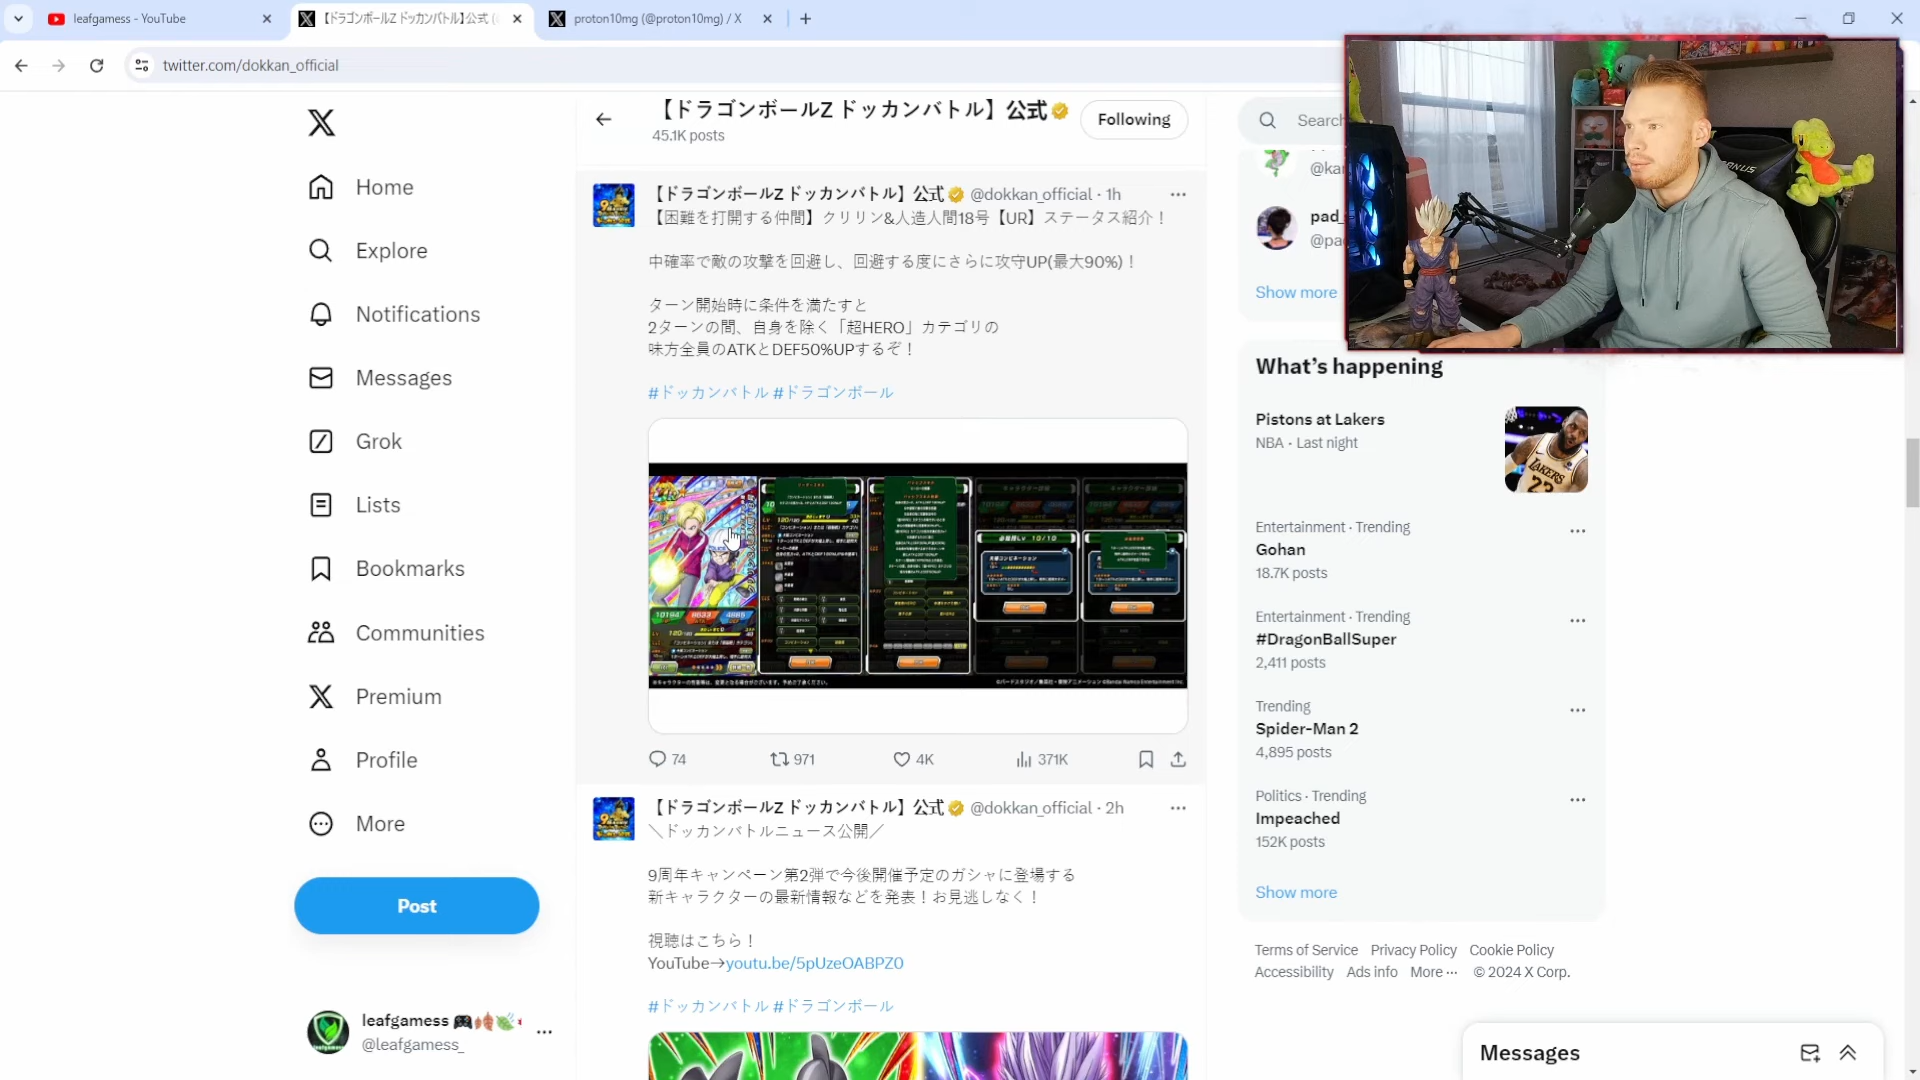 leafgamess - YouTube
【ドラゴンボールZ ドッカンバトル】公式 (
proton10mg (@proton10mg) / X
twitter.com/dokkan_official
Home
Explore
Notifications
Messages
Grok
Lists
Bookmarks
Communities
Premium
Profile
More
Post
leafgamess
@leafgamess_
【ドラゴンボールZ ドッカンバトル】公式
45.1K posts
Following
【ドラゴンボールZ ドッカンバトル】公式 @dokkan_official · 1h
【困難を打開する仲間】クリリン&人造人間18号【UR】ステータス紹介！
中確率で敵の攻撃を回避し、回避する度にさらに攻守UP(最大90%)！
ターン開始時に条件を満たすと
2ターンの間、自身を除く「超HERO」カテゴリの
味方全員のATKとDEF50%UPするぞ！
#ドッカンバトル #ドラゴンボール
10194 9633 4865
120/120
Lv 10/10
74
971
4K
371K
【ドラゴンボールZ ドッカンバトル】公式 @dokkan_official · 2h
＼ドッカンバトルニュース公開／
9周年キャンペーン第2弾で今後開催予定のガシャに登場する
新キャラクターの最新情報などを発表！お見逃しなく！
視聴はこちら！
YouTube→youtu.be/5pUzeOABPZ0
#ドッカンバトル #ドラゴンボール
Search
@kar
pad_
@pad
Show more
What's happening
Pistons at Lakers
NBA · Last night
LAKERS
23
Entertainment · Trending
Gohan
18.7K posts
Entertainment · Trending
#DragonBallSuper
2,411 posts
Trending
Spider-Man 2
4,895 posts
Politics · Trending
Impeached
152K posts
Show more
Terms of Service Privacy Policy Cookie Policy
Accessibility Ads info More ··· © 2024 X Corp.
Messages